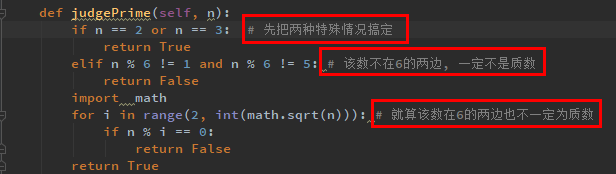 def judgePrime(self, n):
    if n == 2 or n == 3:  # 先把两种特殊情况搞定
        return True
    elif n % 6 != 1 and n % 6 != 5: # 该数不在6的两边, 一定不是质数
        return False
    import  math
    for i in range(2, int(math.sqrt(n))): # 就算该数在6的两边也不一定为质数
        if n % i == 0:
            return False
    return True